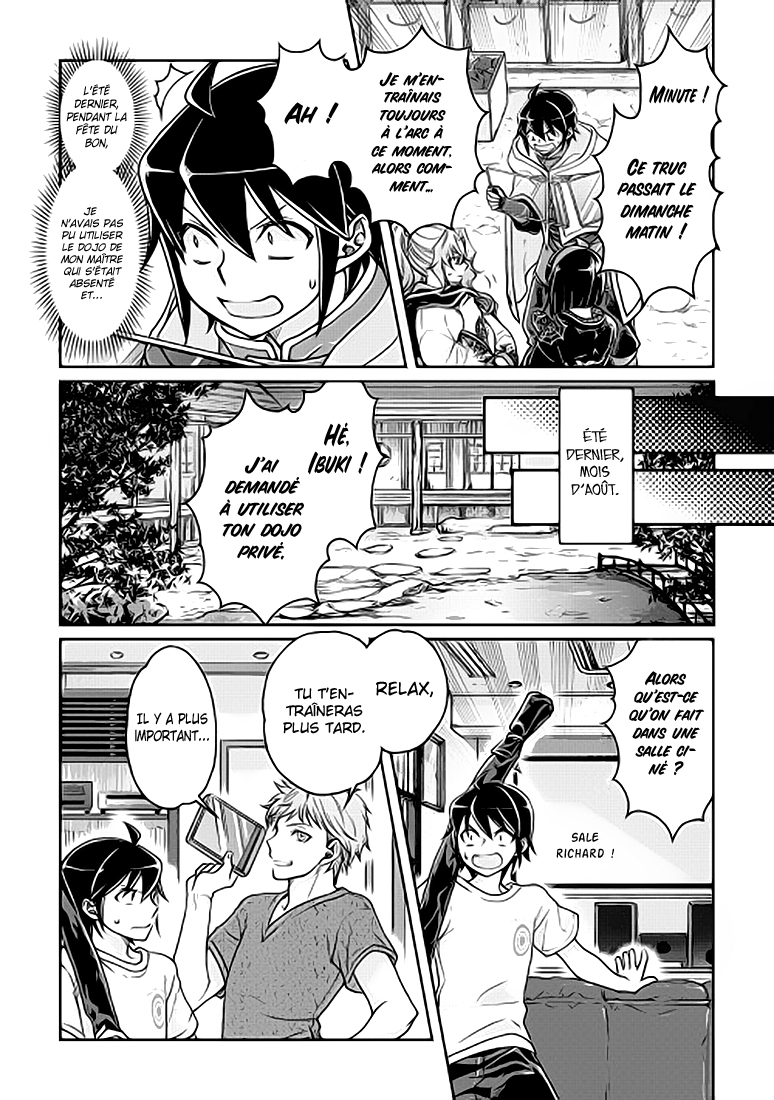 MINUTE !
CE TRUC
PASSAIT LE
DIMANCHE
MATIN !
JE M'EN-
TRAÎNAIS
TOUJOURS
À L'ARC À
CE MOMENT,
ALORS COM-
MENT...
AH !
L'ÉTÉ
DERNIER,
PENDANT LA
FÊTE DU
BON,
JE
N'AVAIS PAS
PU UTILISER
LE DOJO DE
MON MAÎTRE
QUI S'ÉTAIT
ABSENTÉ
ET...
ÉTÉ
DERNIER,
MOIS
D'AOÛT.
HÉ,
IBUKI !
J'AI
DEMANDÉ
À UTILISER
TON DOJO
PRIVÉ,
ALORS
QU'EST-CE
QU'ON FAIT
DANS UNE
SALLE CI-
NÉ ?
SALE
RICHARD !
RELAX,
TU T'EN-
TRAÎNERAS
PLUS TARD.
IL Y A PLUS
IMPORTANT...